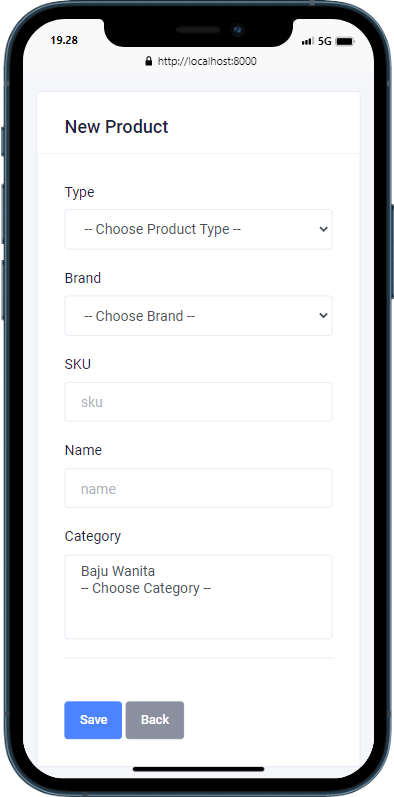 19.28
5G
http://localhost:8000
New Product
Type
-- Choose Product Type --
Brand
-- Choose Brand --
SKU
sku
Name
name
Category
Baju Wanita
-- Choose Category --
Save Back